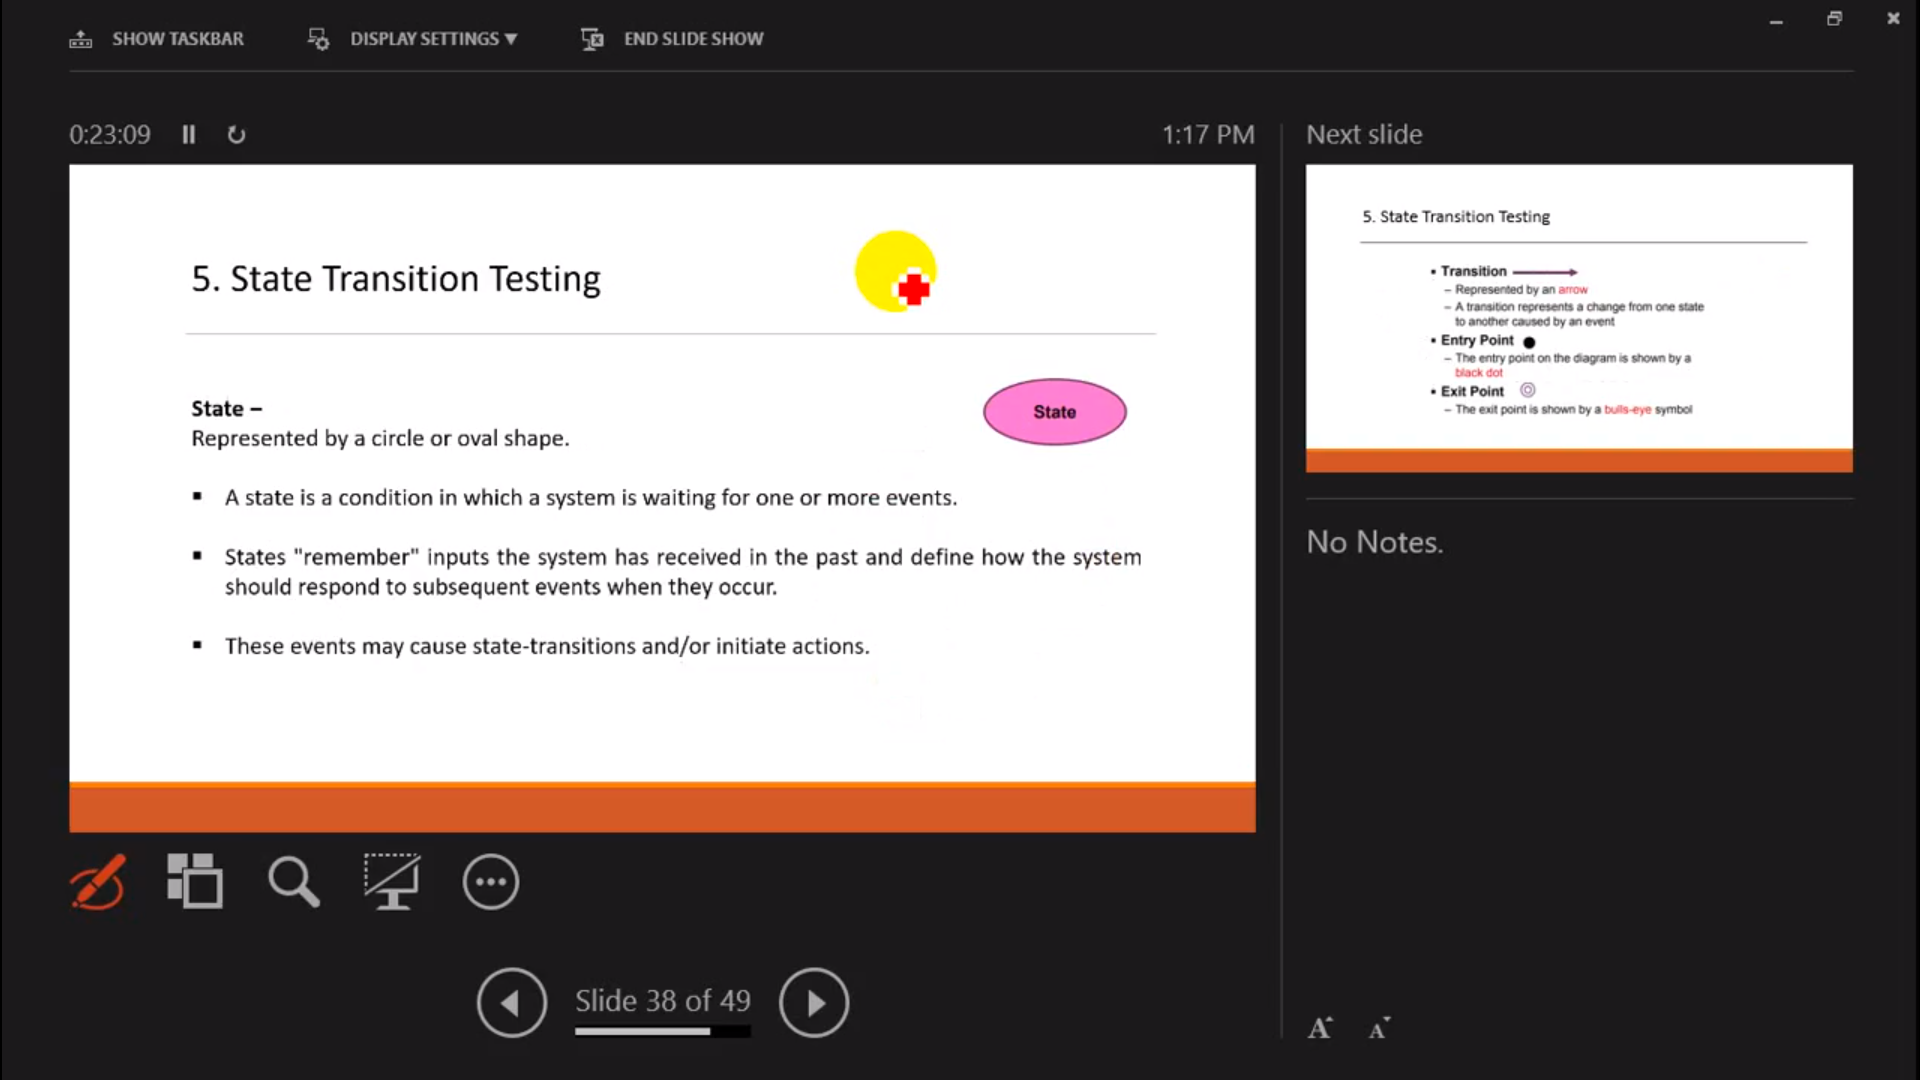 SHOW TASKBAR
DISPLAY SETTINGS
END SLIDE SHOW
0:23:09
1:17 PM
5. State Transition Testing
State –
Represented by a circle or oval shape.
State
▪ A state is a condition in which a system is waiting for one or more events.
▪ States "remember" inputs the system has received in the past and define how the system
should respond to subsequent events when they occur.
▪ These events may cause state-transitions and/or initiate actions.
Slide 38 of 49
Next slide
5. State Transition Testing
▪ Transition
– Represented by an arrow
– A transition represents a change from one state
to another caused by an event
▪ Entry Point
– The entry point on the diagram is shown by a
black dot
▪ Exit Point
– The exit point is shown by a bulls-eye symbol
No Notes.
A A